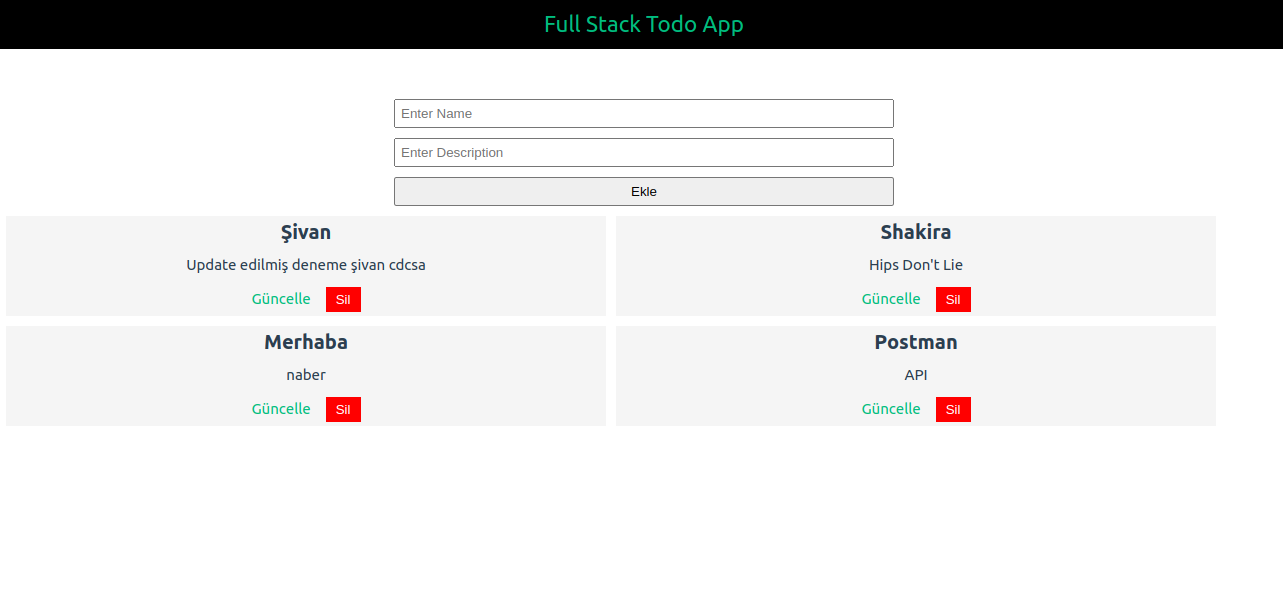 Full Stack Todo App
Enter Name
Enter Description
Ekle
Şivan
Update edilmiş deneme şivan cdcsa
Güncelle Sil
Shakira
Hips Don't Lie
Güncelle Sil
Merhaba
naber
Güncelle Sil
Postman
API
Güncelle Sil